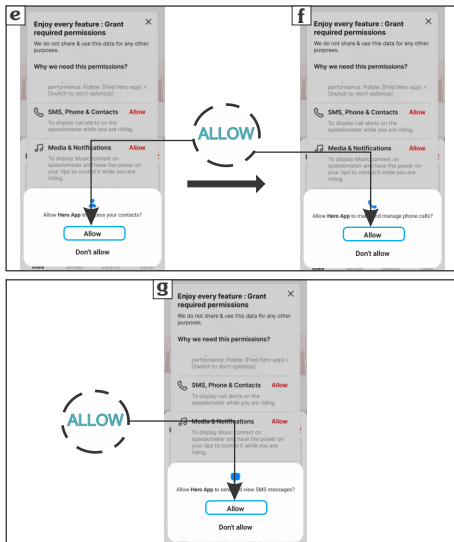 e
Enjoy every feature : Grant
required permissions
We do not share & use this data for any other
purposes.
Why we need this permissions?
performance. Follow: [Find Hero app] >
[Switch to don't optimize]
SMS, Phone & Contacts Allow
To display call alerts on the
speedometer while you are riding.
Media & Notifications Allow
To display Music content on
speedometer and have the power on
your tips to control it while you are
riding.
Allow Hero App to access your contacts?
Allow
Don't allow
ALLOW
f
Enjoy every feature : Grant
required permissions
We do not share & use this data for any other
purposes.
Why we need this permissions?
performance. Follow: [Find Hero app] >
[Switch to don't optimize]
SMS, Phone & Contacts Allow
To display call alerts on the
speedometer while you are riding.
Media & Notifications Allow
To display Music content on
speedometer and have the power on
your tips to control it while you are
riding.
Allow Hero App to make and manage phone calls?
Allow
Don't allow
g
Enjoy every feature : Grant
required permissions
We do not share & use this data for any other
purposes.
Why we need this permissions?
performance. Follow: [Find Hero app] >
[Switch to don't optimize]
SMS, Phone & Contacts Allow
To display call alerts on the
speedometer while you are riding.
Media & Notifications Allow
To display Music content on
speedometer and have the power on
your tips to control it while you are
riding.
ALLOW
Allow Hero App to send and view SMS messages?
Allow
Don't allow